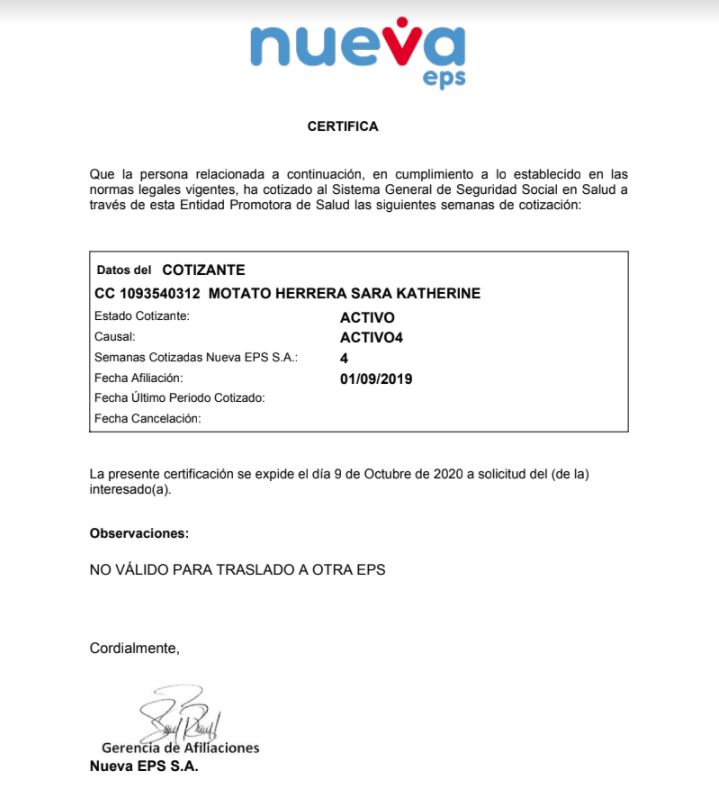 nueva
eps
CERTIFICA
Que la persona relacionada a continuación, en cumplimiento a lo establecido en las
normas legales vigentes, ha cotizado al Sistema General de Seguridad Social en Salud a
través de esta Entidad Promotora de Salud las siguientes semanas de cotización:
Datos del COTIZANTE
CC 1093540312 MOTATO HERRERA SARA KATHERINE
Estado Cotizante: ACTIVO
Causal: ACTIVO4
Semanas Cotizadas Nueva EPS S.A.: 4
Fecha Afiliación: 01/09/2019
Fecha Último Periodo Cotizado:
Fecha Cancelación:
La presente certificación se expide el día 9 de Octubre de 2020 a solicitud del (de la)
interesado(a).
Observaciones:
NO VÁLIDO PARA TRASLADO A OTRA EPS
Cordialmente,
Gerencia de Afiliaciones
Nueva EPS S.A.